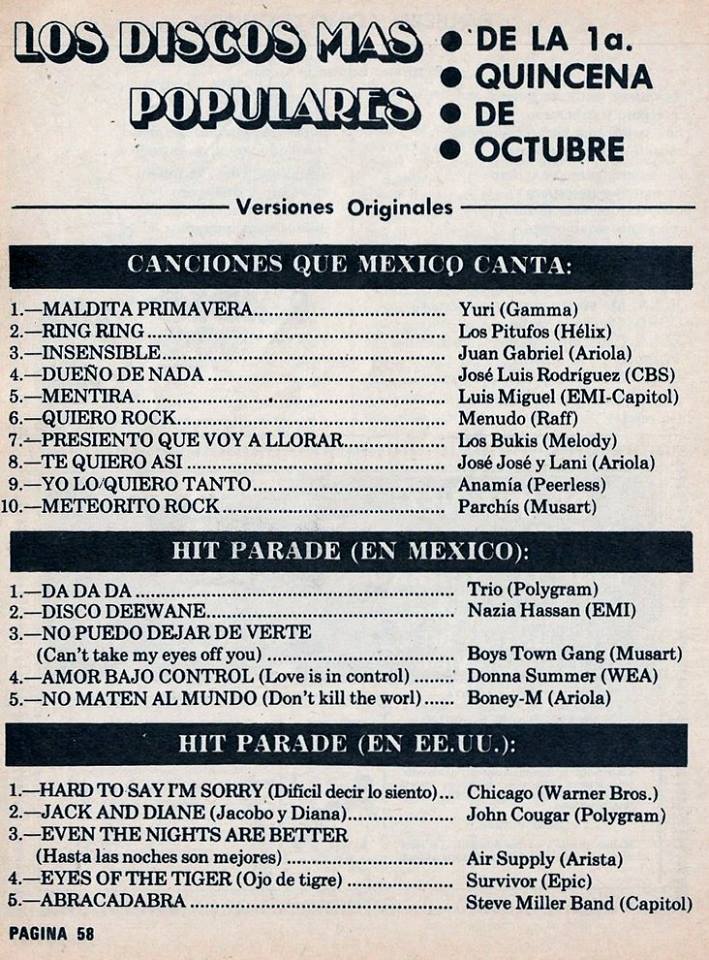 LOS DISCOS MAS
POPULARES
● DE LA 1a.
● QUINCENA
● DE
● OCTUBRE
Versiones Originales
CANCIONES QUE MEXICO CANTA:
1.—MALDITA PRIMAVERA.......... Yuri (Gamma)
2.—RING RING.......... Los Pitufos (Hélix)
3.—INSENSIBLE.......... Juan Gabriel (Ariola)
4.—DUEÑO DE NADA.......... José Luis Rodríguez (CBS)
5.—MENTIRA.......... Luis Miguel (EMI-Capitol)
6.—QUIERO ROCK.......... Menudo (Raff)
7.—PRESIENTO QUE VOY A LLORAR.......... Los Bukis (Melody)
8.—TE QUIERO ASI.......... José José y Lani (Ariola)
9.—YO LO QUIERO TANTO.......... Anamía (Peerless)
10.—METEORITO ROCK.......... Parchís (Musart)
HIT PARADE (EN MEXICO):
1.—DA DA DA.......... Trio (Polygram)
2.—DISCO DEEWANE.......... Nazia Hassan (EMI)
3.—NO PUEDO DEJAR DE VERTE
(Can't take my eyes off you).......... Boys Town Gang (Musart)
4.—AMOR BAJO CONTROL (Love is in control)........ Donna Summer (WEA)
5.—NO MATEN AL MUNDO (Don't kill the worl)...... Boney-M (Ariola)
HIT PARADE (EN EE.UU.):
1.—HARD TO SAY I'M SORRY (Difícil decir lo siento)... Chicago (Warner Bros.)
2.—JACK AND DIANE (Jacobo y Diana).......... John Cougar (Polygram)
3.—EVEN THE NIGHTS ARE BETTER
(Hasta las noches son mejores).......... Air Supply (Arista)
4.—EYES OF THE TIGER (Ojo de tigre).......... Survivor (Epic)
5.—ABRACADABRA.......... Steve Miller Band (Capitol)
PAGINA 58